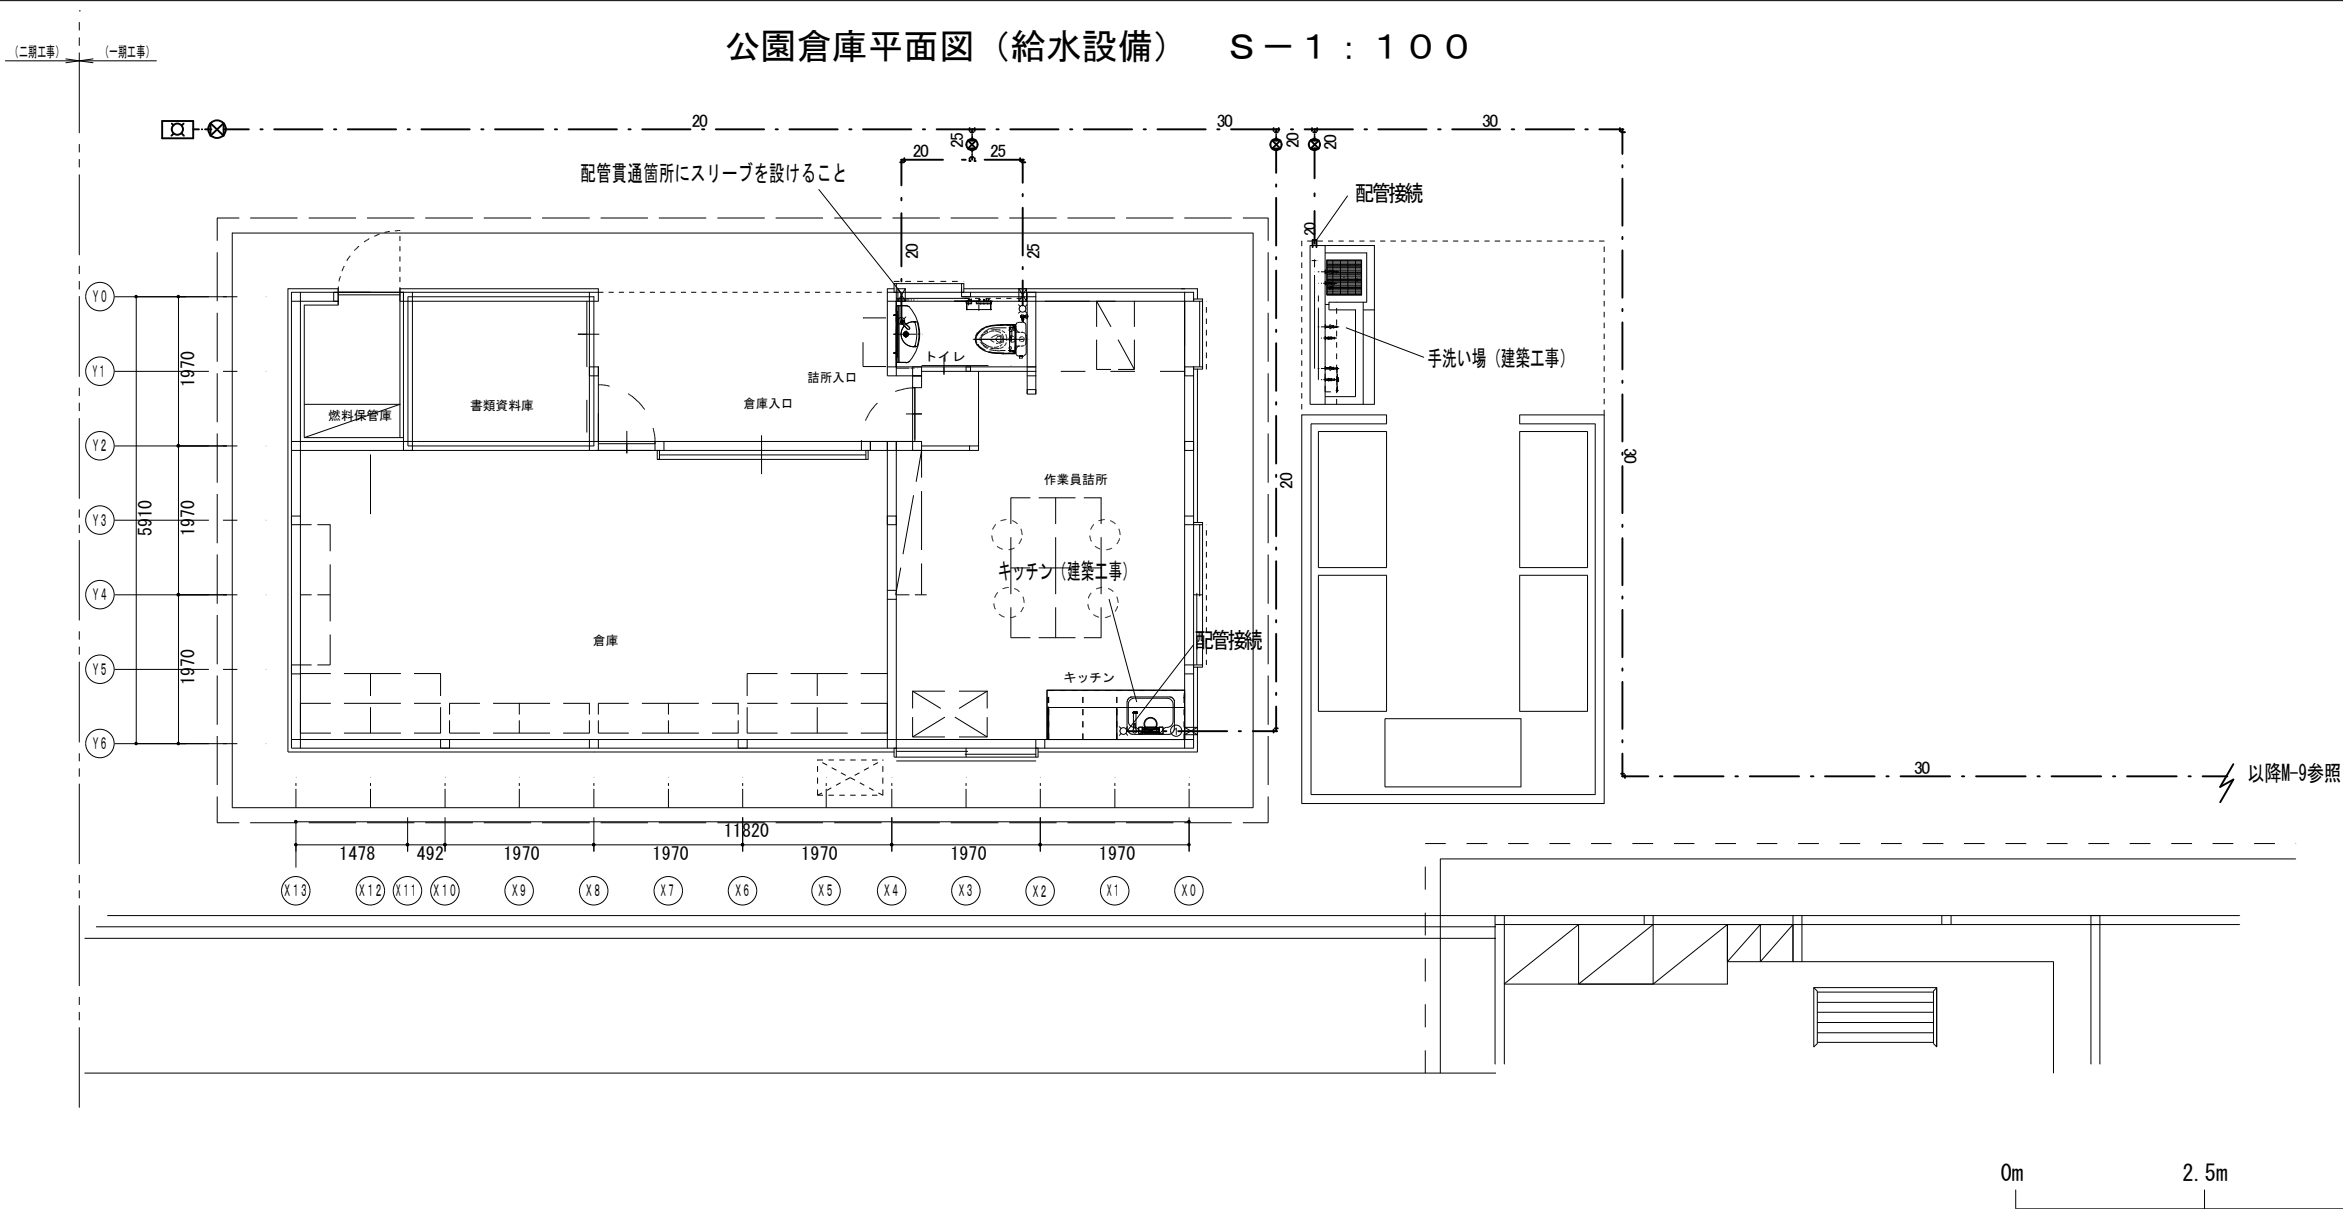 公園倉庫平面図（給水設備）　Ｓ－１：１００
(二期工事) (一期工事)
20 30 30
25 20 20
20 25
配管貫通箇所にスリーブを設けること
配管接続
20 25 20
Y0
トイレ
手洗い場（建築工事）
Y1
1970
詰所入口
燃料保管庫 書類資料庫 倉庫入口
Y2
30
作業員詰所
20
Y3
5910
1970
キッチン（建築工事）
Y4
倉庫
配管接続
Y5
1970
キッチン
Y6
30
以降M-9参照
11820
1478 492 1970 1970 1970 1970 1970
X13 X12 X11 X10 X9 X8 X7 X6 X5 X4 X3 X2 X1 X0
0m 2.5m